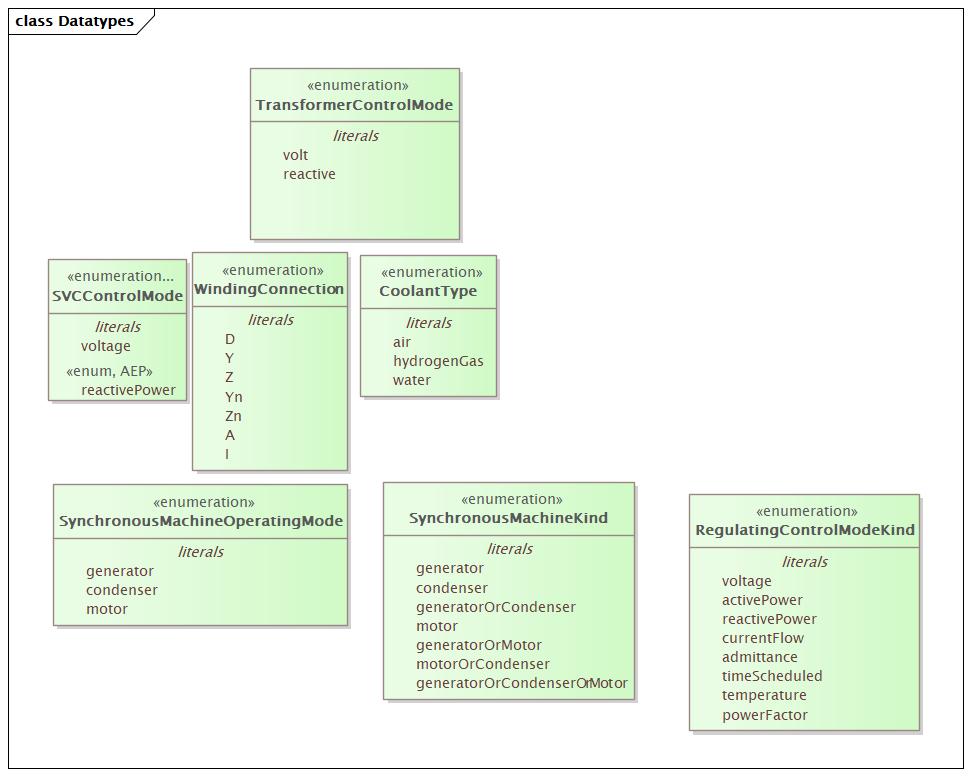 class Datatypes
«enumeration»
TransformerControlMode
literals
volt
reactive
«enumeration...
SVCControlMode
literals
voltage
«enum, AEP»
reactivePower
«enumeration»
WindingConnection
literals
D
Y
Z
Yn
Zn
A
I
«enumeration»
CoolantType
literals
air
hydrogenGas
water
«enumeration»
SynchronousMachineOperatingMode
literals
generator
condenser
motor
«enumeration»
SynchronousMachineKind
literals
generator
condenser
generatorOrCondenser
motor
generatorOrMotor
motorOrCondenser
generatorOrCondenserOrMotor
«enumeration»
RegulatingControlModeKind
literals
voltage
activePower
reactivePower
currentFlow
admittance
timeScheduled
temperature
powerFactor